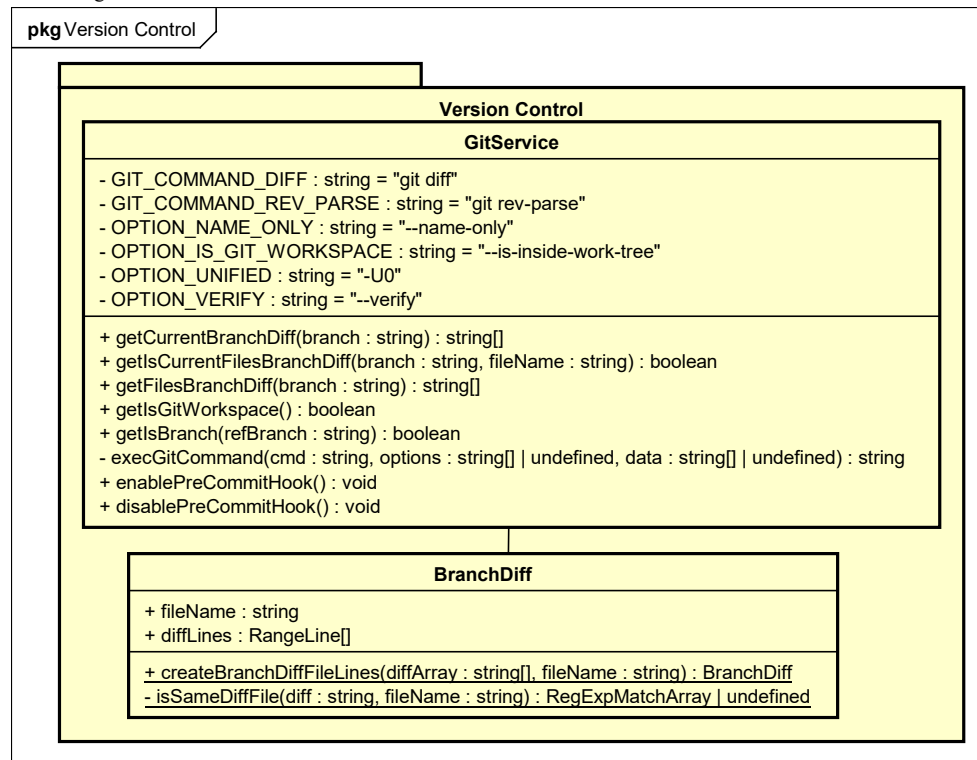 pkg Version Control
Version Control
GitService
- GIT_COMMAND_DIFF : string = "git diff"
- GIT_COMMAND_REV_PARSE : string = "git rev-parse"
- OPTION_NAME_ONLY : string = "--name-only"
- OPTION_IS_GIT_WORKSPACE : string = "--is-inside-work-tree"
- OPTION_UNIFIED : string = "-U0"
- OPTION_VERIFY : string = "--verify"
+ getCurrentBranchDiff(branch : string) : string[]
+ getIsCurrentFilesBranchDiff(branch : string, fileName : string) : boolean
+ getFilesBranchDiff(branch : string) : string[]
+ getIsGitWorkspace() : boolean
+ getIsBranch(refBranch : string) : boolean
- execGitCommand(cmd : string, options : string[] | undefined, data : string[] | undefined) : string
+ enablePreCommitHook() : void
+ disablePreCommitHook() : void
BranchDiff
+ fileName : string
+ diffLines : RangeLine[]
+ createBranchDiffFileLines(diffArray : string[], fileName : string) : BranchDiff
- isSameDiffFile(diff : string, fileName : string) : RegExpMatchArray | undefined